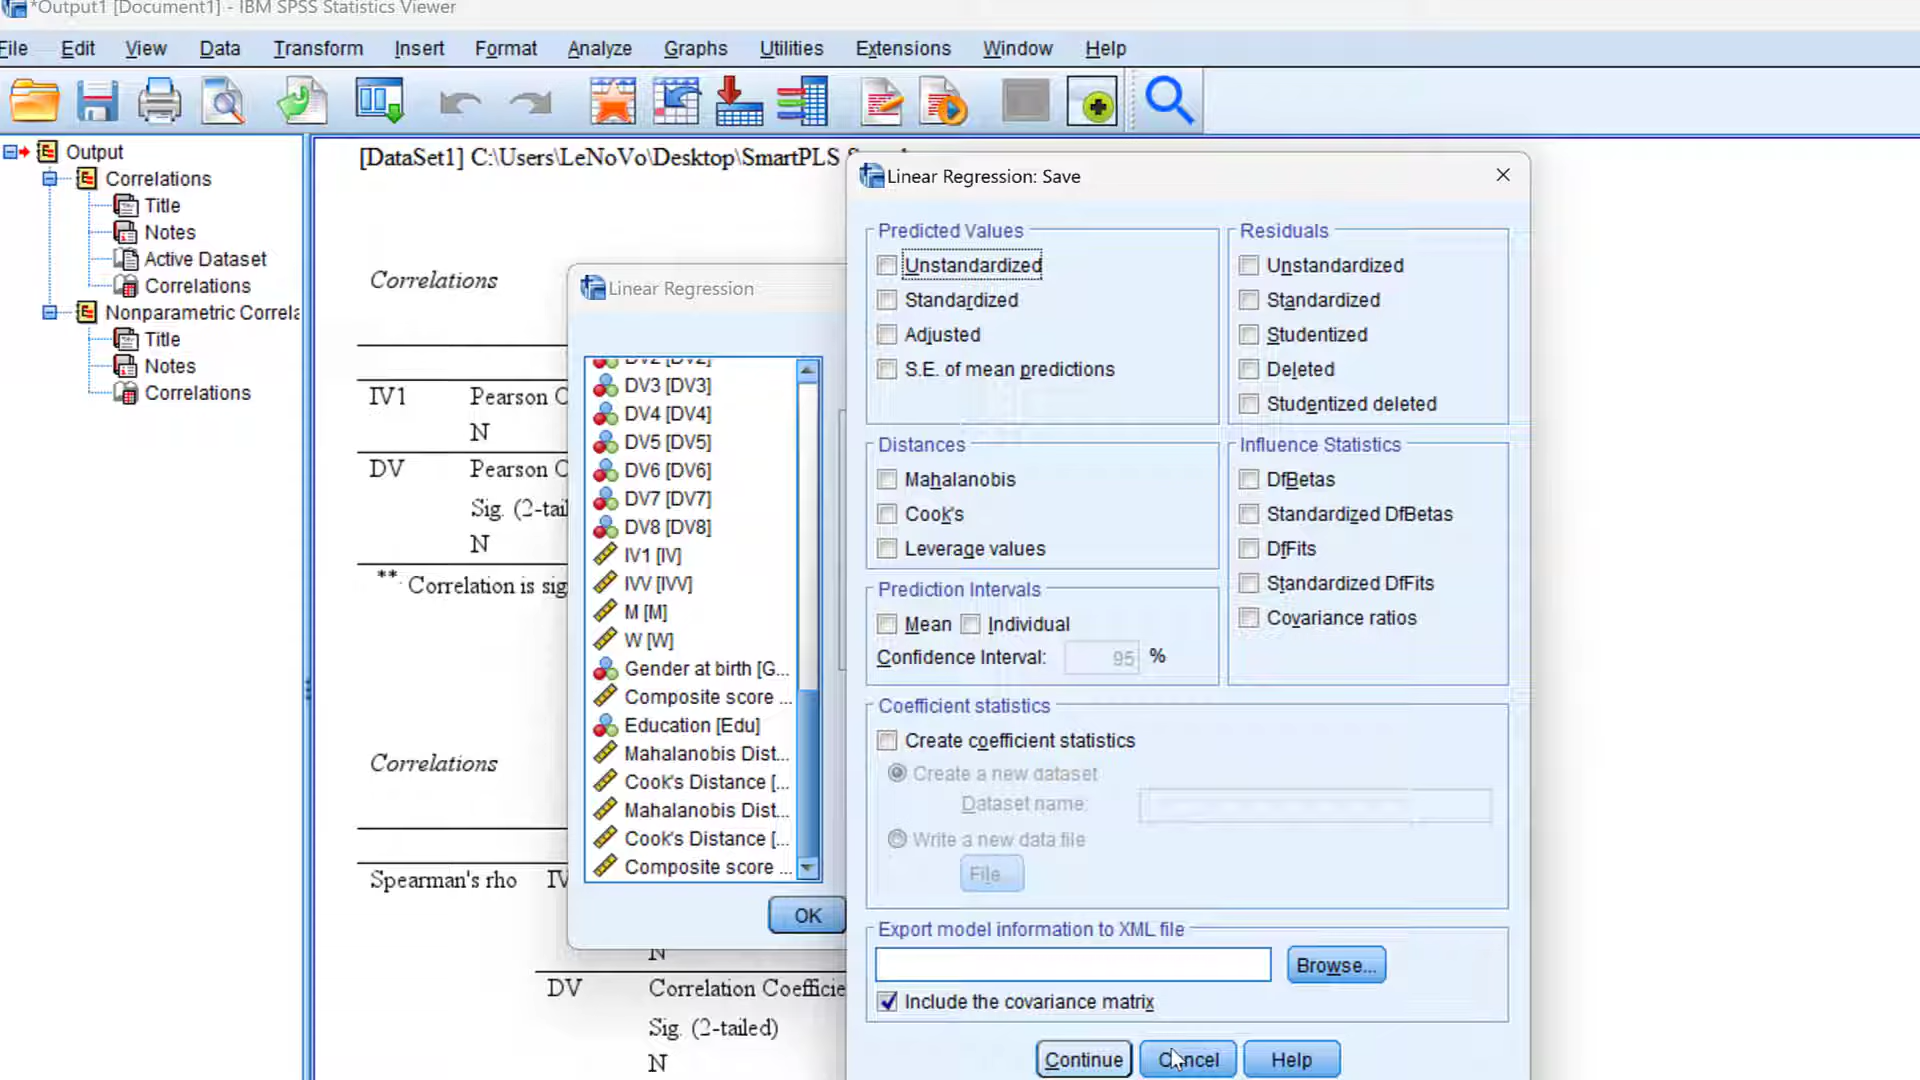 *Output1 [Document1] - IBM SPSS Statistics Viewer
File Edit View Data Transform Insert Format Analyze Graphs Utilities Extensions Window Help
Output
Correlations
Title
Notes
Active Dataset
Correlations
Nonparametric Correla
Title
Notes
Correlations
[DataSet1] C:\Users\LeNoVo\Desktop\SmartPLS
Correlations
IV1 Pearson C
N
DV Pearson C
Sig. (2-tail
N
**. Correlation is sig
Correlations
Spearman's rho IV
N
DV Correlation Coefficie
Sig. (2-tailed)
N
Linear Regression
DV2 [DV2]
DV3 [DV3]
DV4 [DV4]
DV5 [DV5]
DV6 [DV6]
DV7 [DV7]
DV8 [DV8]
IV1 [IV]
IVV [IVV]
M [M]
W [W]
Gender at birth [G...
Composite score ...
Education [Edu]
Mahalanobis Dist...
Cook's Distance [...
Mahalanobis Dist...
Cook's Distance [...
Composite score ...
OK
Linear Regression: Save
Predicted Values
Unstandardized
Standardized
Adjusted
S.E. of mean predictions
Residuals
Unstandardized
Standardized
Studentized
Deleted
Studentized deleted
Distances
Mahalanobis
Cook's
Leverage values
Influence Statistics
DfBetas
Standardized DfBetas
DfFits
Standardized DfFits
Covariance ratios
Prediction Intervals
Mean Individual
Confidence Interval: 95 %
Coefficient statistics
Create coefficient statistics
Create a new dataset
Dataset name:
Write a new data file
File...
Export model information to XML file
Browse...
Include the covariance matrix
Continue Cancel Help